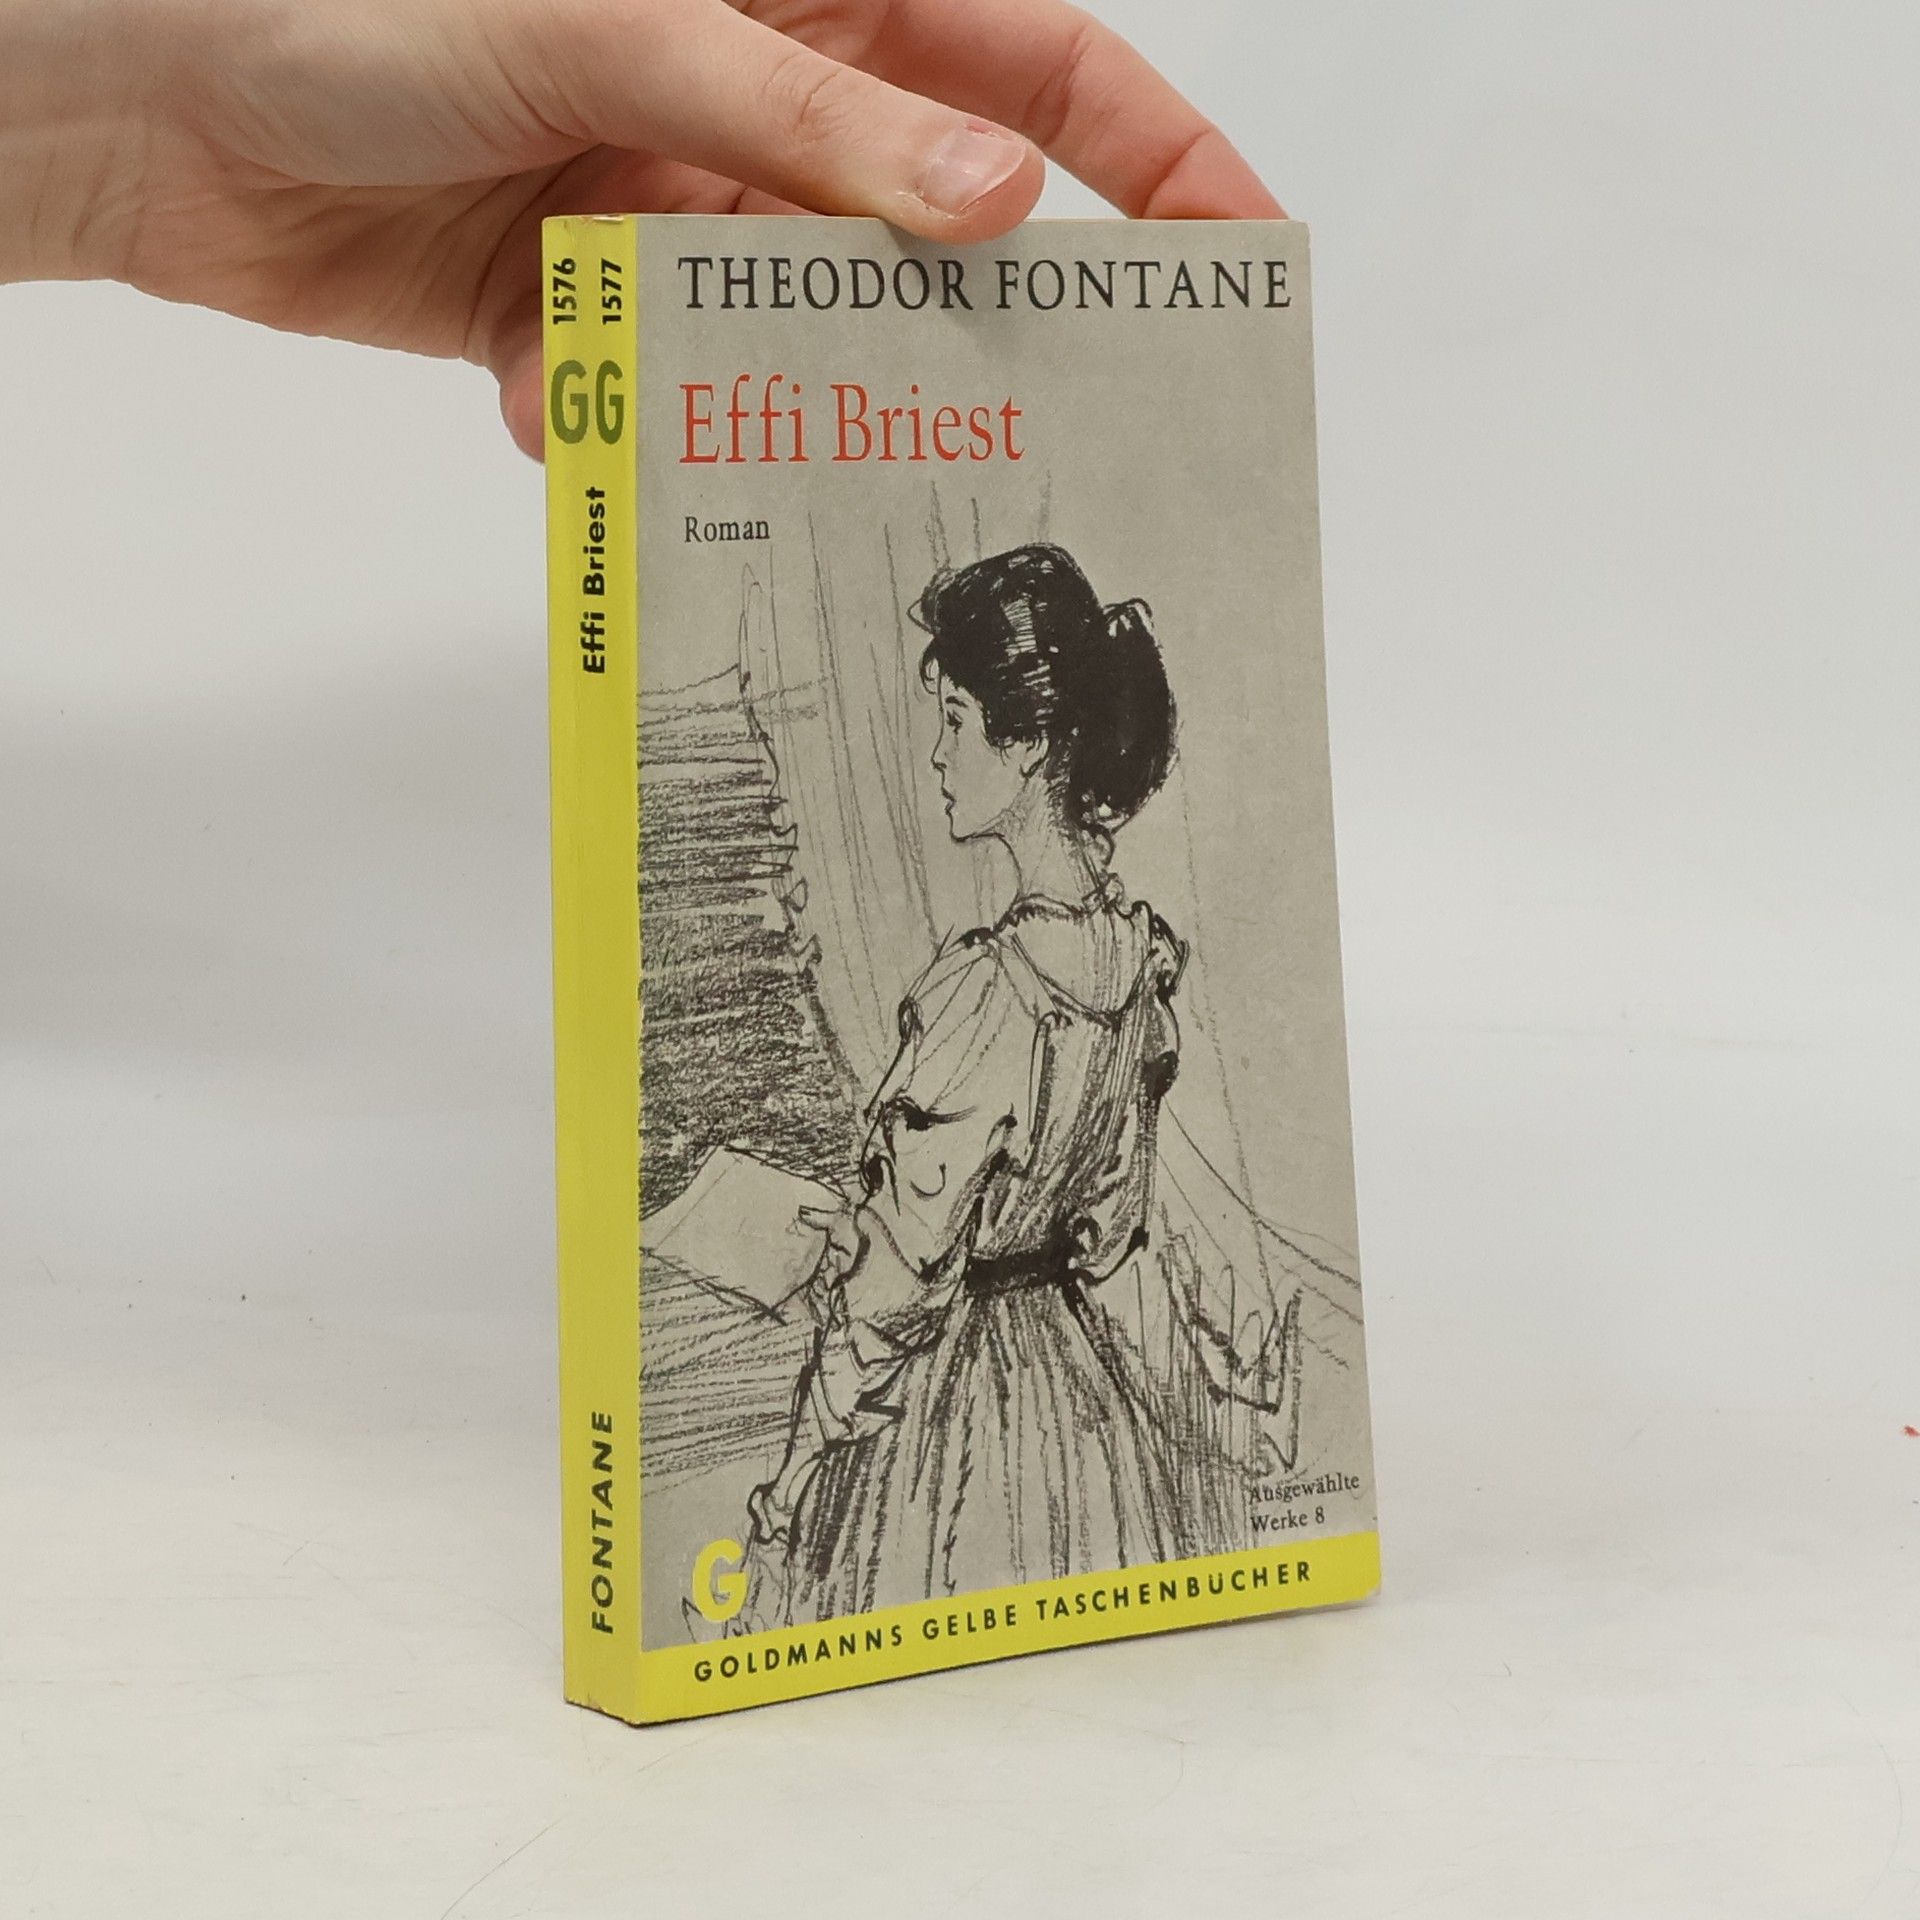 1576
1577
GG
Effi Briest
FONTANE
THEODOR FONTANE
Effi Briest
Roman
Ausgewählte
Werke 8
G
GOLDMANNS GELBE TASCHENBÜCHER